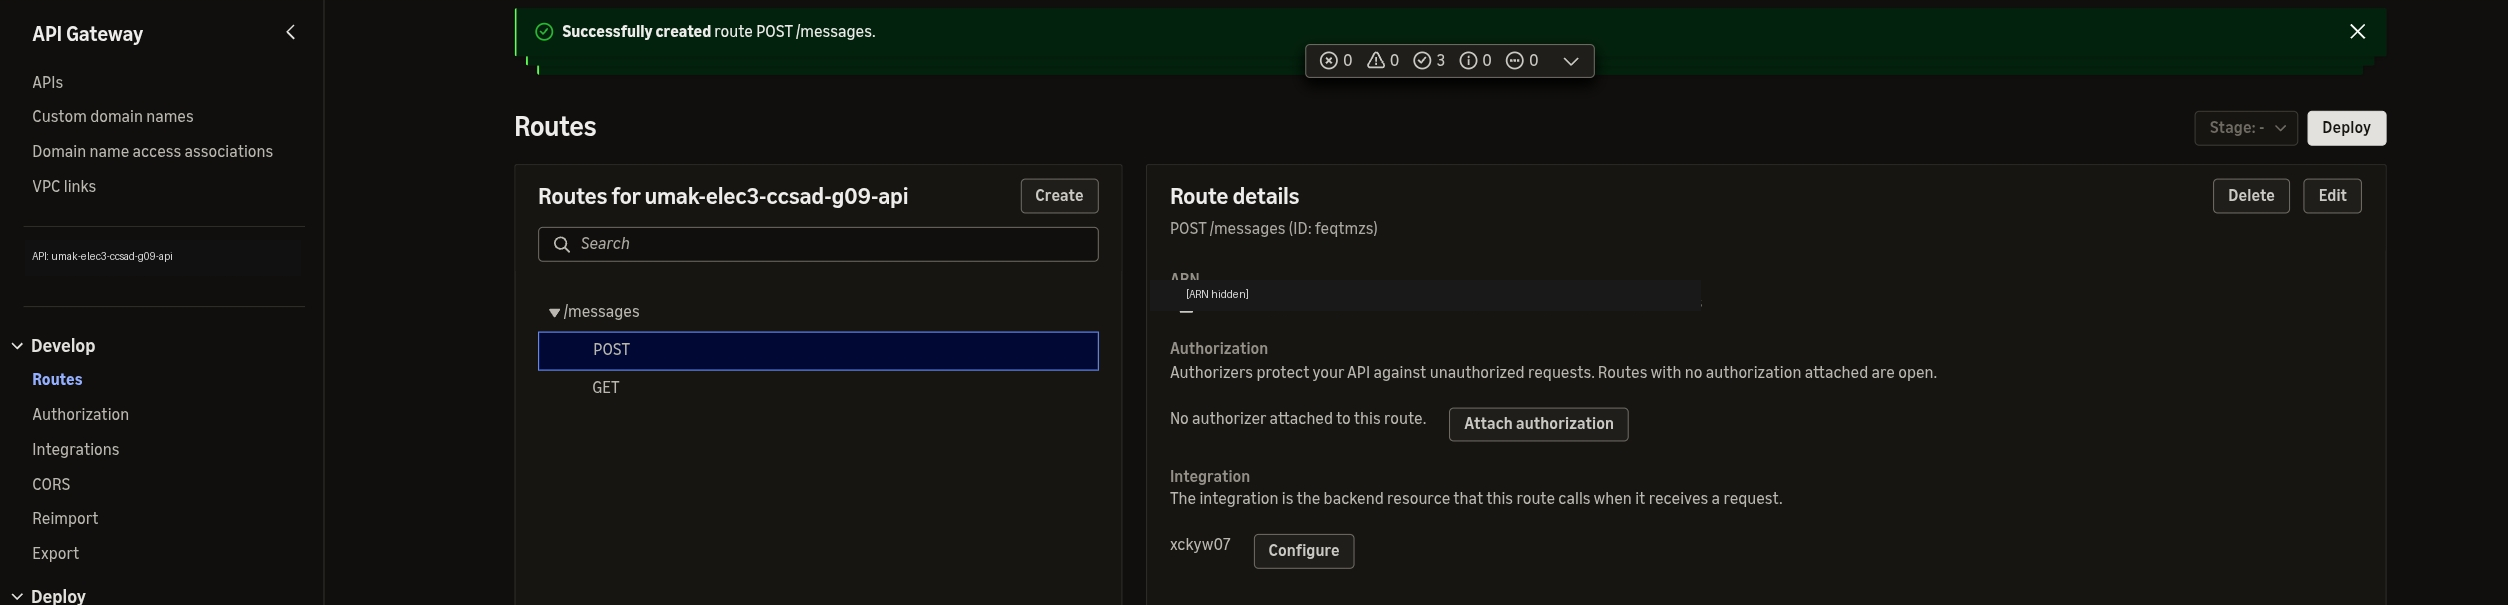 API Gateway
APIs
Custom domain names
Domain name access associations
VPC links
API: umak-elec3-ccsad-g09-api
Develop
Routes
Authorization
Integrations
CORS
Reimport
Export
Deploy
Successfully created route POST /messages.
0 0 3 0 0
Routes
Stage: -
Deploy
Routes for umak-elec3-ccsad-g09-api
Create
Search
/messages
POST
GET
Route details
Delete
Edit
POST /messages (ID: feqtmzs)
ARN
[ARN hidden]
Authorization
Authorizers protect your API against unauthorized requests. Routes with no authorization attached are open.
No authorizer attached to this route.
Attach authorization
Integration
The integration is the backend resource that this route calls when it receives a request.
xckyw07
Configure